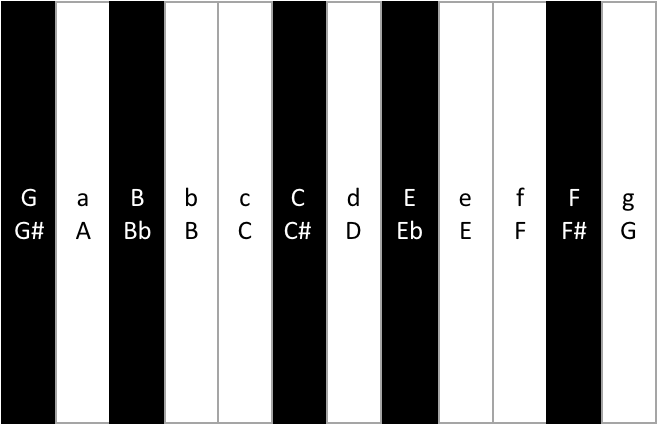 G a B b c C d E e f F g
G# A Bb B C C# D Eb E F F# G